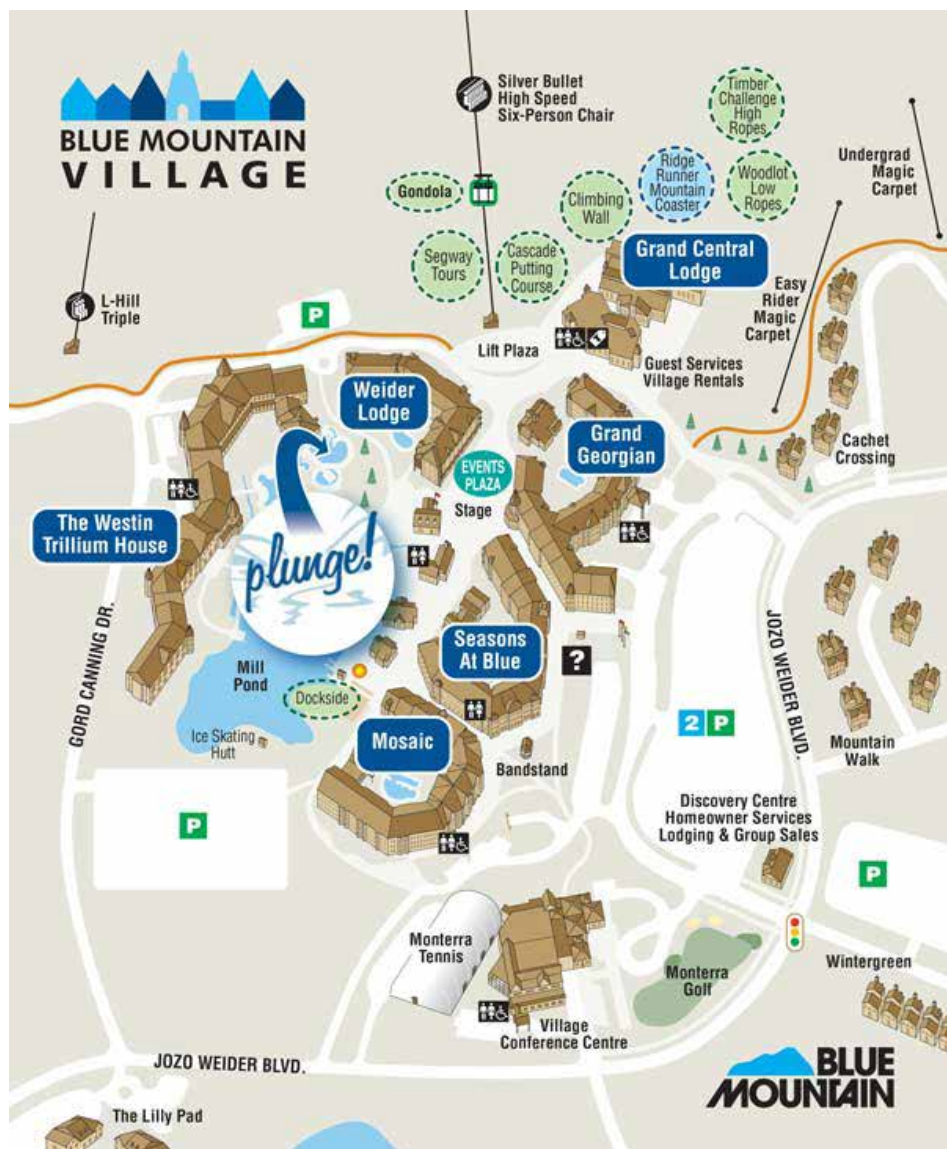 BLUE MOUNTAIN
VILLAGE
Silver Bullet
High Speed
Six-Person Chair
Timber
Challenge
High
Ropes
Undergrad
Magic
Carpet
Gondola
Climbing
Wall
Ridge
Runner
Mountain
Coaster
Woodlot
Low
Ropes
Segway
Tours
Cascade
Putting
Course
Grand Central
Lodge
L-Hill
Triple
P
Easy
Rider
Magic
Carpet
Lift Plaza
Guest Services
Village Rentals
Weider
Lodge
Grand
Georgian
Cachet
Crossing
EVENTS
PLAZA
Stage
The Westin
Trillium House
plunge!
GORD CANNING DR.
Seasons
At Blue
?
JOZO WEIDER BLVD.
Mill
Pond
Dockside
Ice Skating
Hutt
Mosaic
Bandstand
2 P
Mountain
Walk
P
Discovery Centre
Homeowner Services
Lodging & Group Sales
P
Monterra
Tennis
Monterra
Golf
Wintergreen
Village
Conference Centre
JOZO WEIDER BLVD.
BLUE
MOUNTAIN
The Lilly Pad